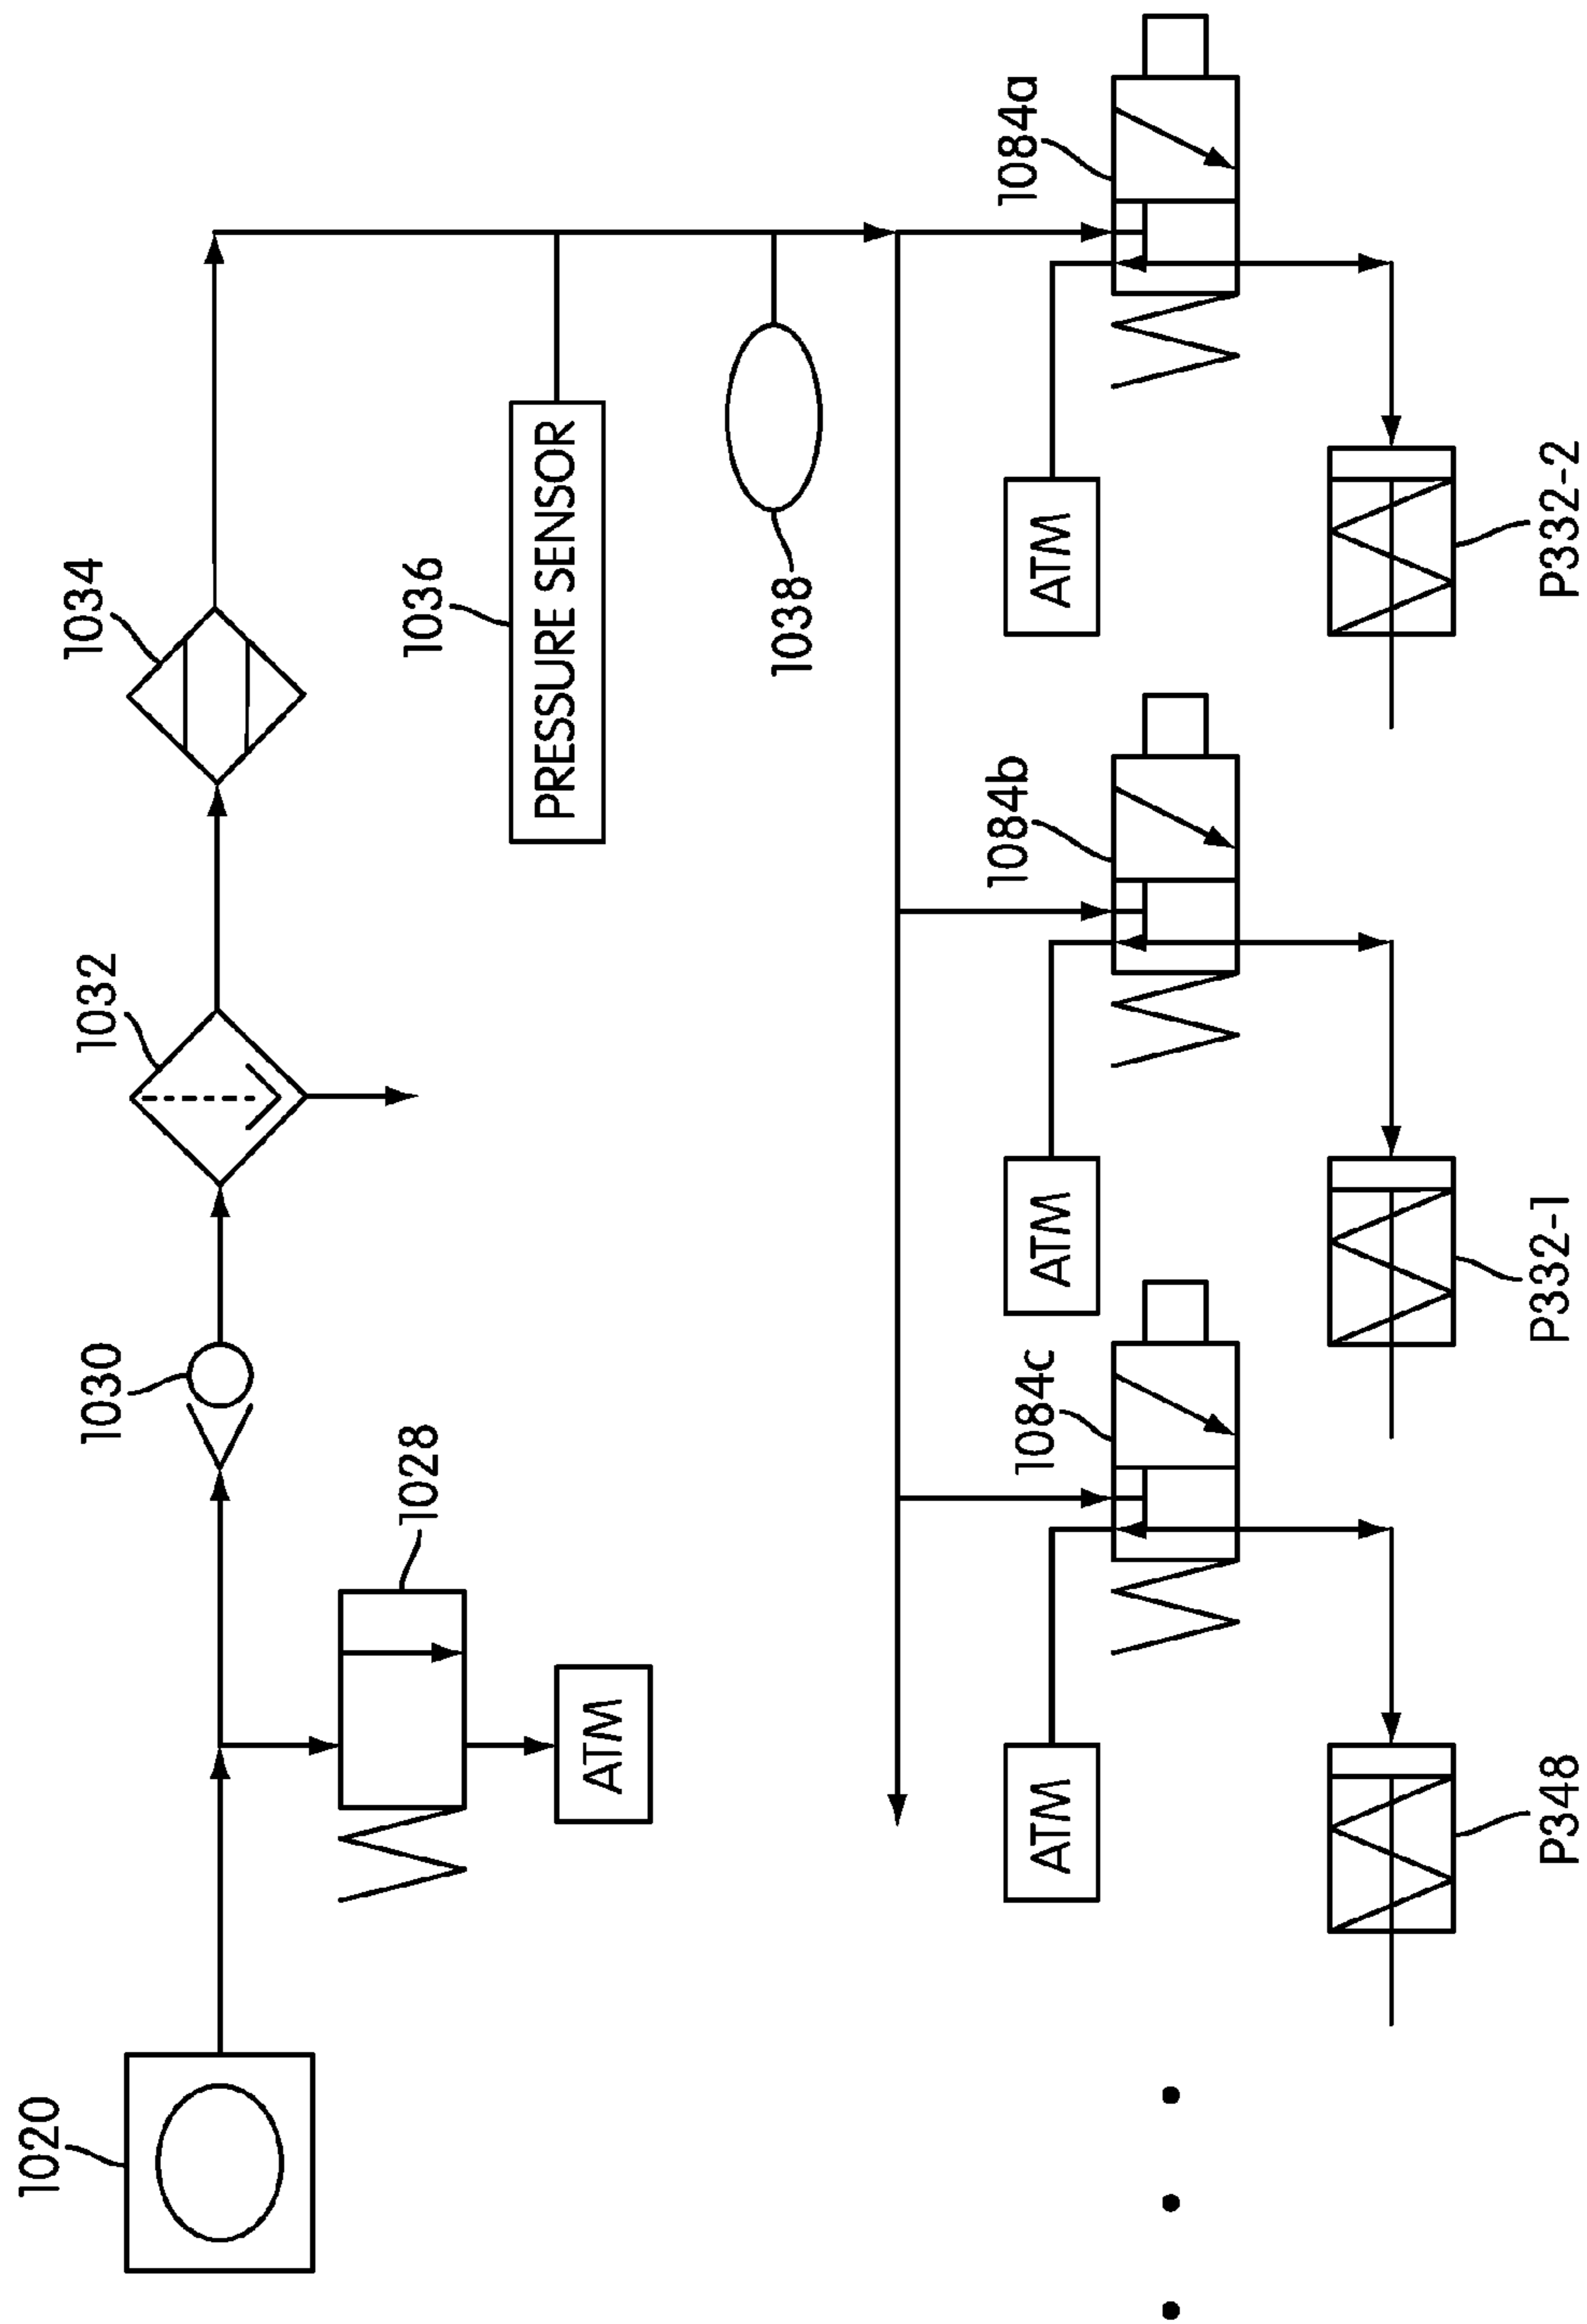 1020
1028
ATM
1030
1032
1034
1036
PRESSURE SENSOR
1038
1084c
1084b
1084a
ATM
ATM
ATM
P348
P332-1
P332-2